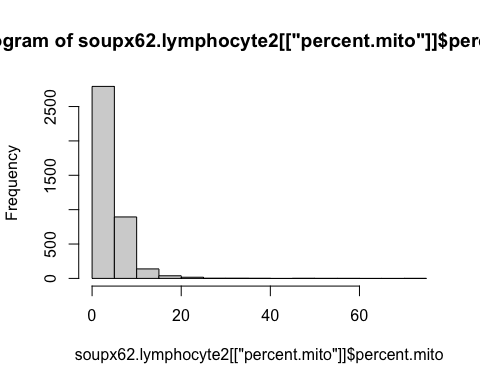 ogram of soupx62.lymphocyte2[["percent.mito"]]$perc
Frequency
0 500 1500 2500
0 20 40 60
soupx62.lymphocyte2[["percent.mito"]]$percent.mito